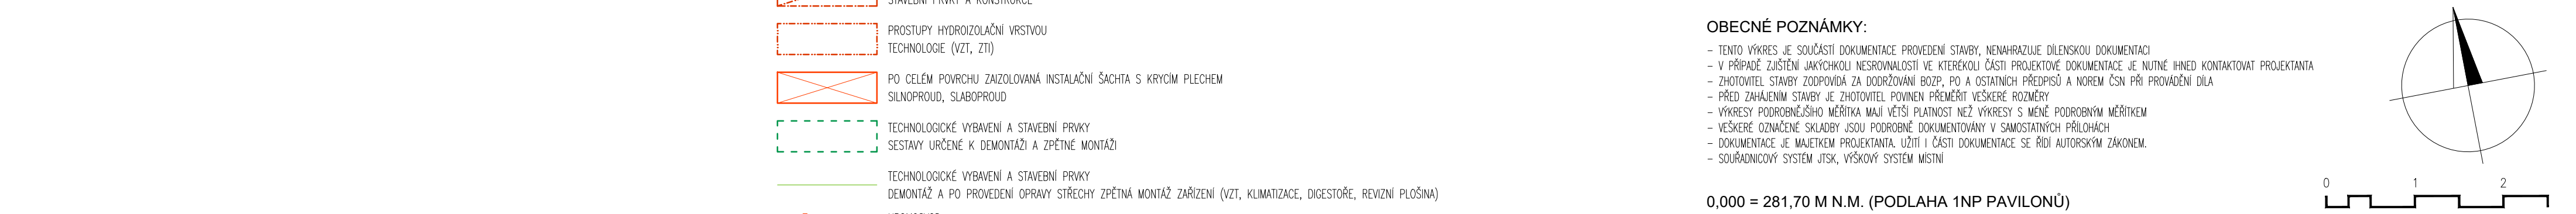 STAVEBNÍ PRVKY A KONSTRUKCE
PROSTUPY HYDROIZOLAČNÍ VRSTVOU
TECHNOLOGIE (VZT, ZTI)
PO CELÉM POVRCHU ZAIZOLOVANÁ INSTALAČNÍ ŠACHTA S KRYCÍM PLECHEM
SILNOPROUD, SLABOPROUD
TECHNOLOGICKÉ VYBAVENÍ A STAVEBNÍ PRVKY
SESTAVY URČENÉ K DEMONTÁŽI A ZPĚTNÉ MONTÁŽI
TECHNOLOGICKÉ VYBAVENÍ A STAVEBNÍ PRVKY
DEMONTÁŽ A PO PROVEDENÍ OPRAVY STŘECHY ZPĚTNÁ MONTÁŽ ZAŘÍZENÍ (VZT, KLIMATIZACE, DIGESTOŘE, REVIZNÍ PLOŠINA)
OBECNÉ POZNÁMKY:
- TENTO VÝKRES JE SOUČÁSTÍ DOKUMENTACE PROVEDENÍ STAVBY, NENAHRAZUJE DÍLENSKOU DOKUMENTACI
- V PŘÍPADĚ ZJIŠTĚNÍ JAKÝCHKOLI NESROVNALOSTÍ VE KTERÉKOLI ČÁSTI PROJEKTOVÉ DOKUMENTACE JE NUTNÉ IHNED KONTAKTOVAT PROJEKTANTA
- ZHOTOVITEL STAVBY ZODPOVÍDÁ ZA DODRŽOVÁNÍ BOZP, PO A OSTATNÍCH PŘEDPISŮ A NOREM ČSN PŘI PROVÁDĚNÍ DÍLA
- PŘED ZAHÁJENÍM STAVBY JE ZHOTOVITEL POVINEN PŘEMĚŘIT VEŠKERÉ ROZMĚRY
- VÝKRESY PODROBNĚJŠÍHO MĚŘÍTKA MAJÍ VĚTŠÍ PLATNOST NEŽ VÝKRESY S MÉNĚ PODROBNÝM MĚŘÍTKEM
- VEŠKERÉ OZNAČENÉ SKLADBY JSOU PODROBNĚ DOKUMENTOVÁNY V SAMOSTATNÝCH PŘÍLOHÁCH
- DOKUMENTACE JE MAJETKEM PROJEKTANTA. UŽITÍ I ČÁSTI DOKUMENTACE SE ŘÍDÍ AUTORSKÝM ZÁKONEM.
- SOUŘADNICOVÝ SYSTÉM JTSK, VÝŠKOVÝ SYSTÉM MÍSTNÍ
0,000 = 281,70 M N.M. (PODLAHA 1NP PAVILONŮ)
0 1 2